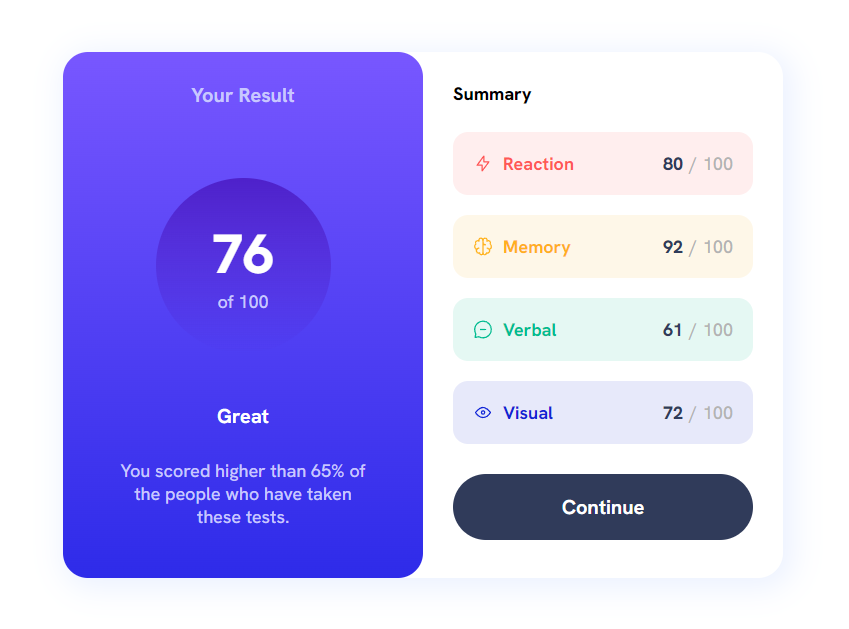 Your Result
76
of 100
Great
You scored higher than 65% of
the people who have taken
these tests.
Summary
Reaction 80 / 100
Memory 92 / 100
Verbal 61 / 100
Visual 72 / 100
Continue